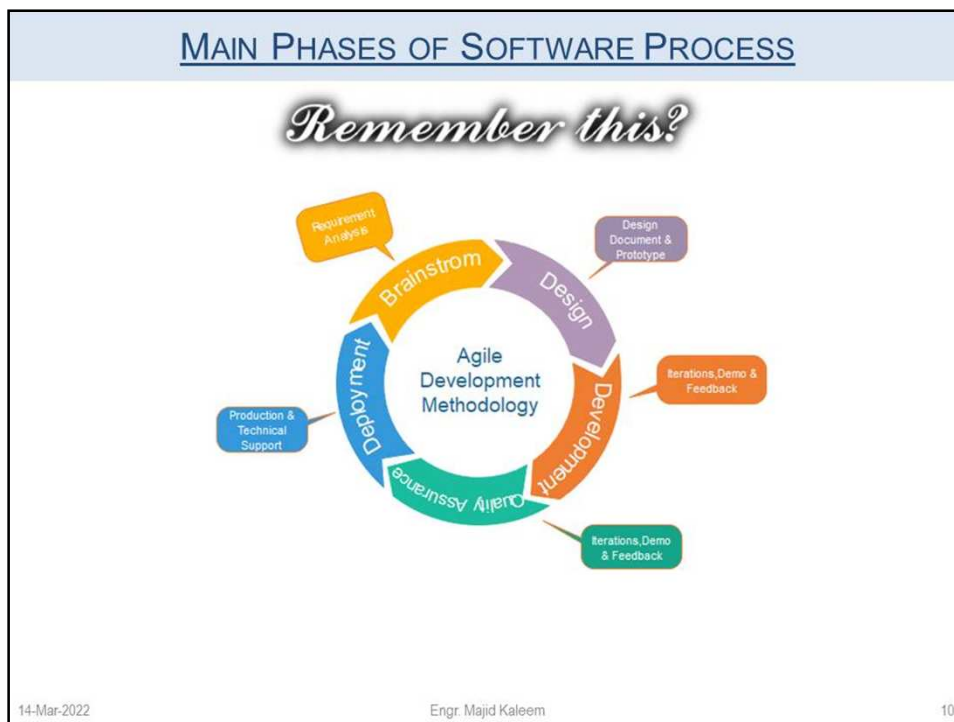 MAIN PHASES OF SOFTWARE PROCESS
Remember this?
Requirement
Analysis
Brainstrom
Design
Document &
Prototype
Design
Iterations,Demo &
Feedback
Development
Iterations,Demo
& Feedback
Quality Assurance
Production &
Technical
Support
Deployment
Agile
Development
Methodology
14-Mar-2022
Engr. Majid Kaleem
10